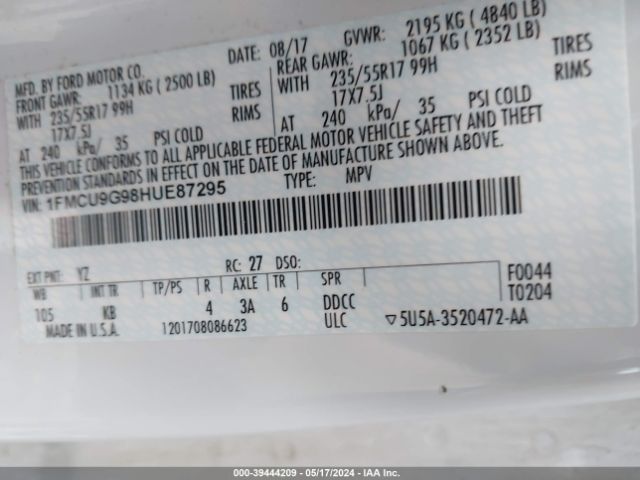 MFD. BY FORD MOTOR CO. DATE: 08/17 GVWR: 2195 KG ( 4840 LB)
FRONT GAWR: 1134 KG ( 2500 LB) REAR GAWR: 1067 KG ( 2352 LB)
WITH 235/55R17 99H TIRES WITH 235/55R17 99H TIRES
17X7.5J RIMS 17X7.5J RIMS
AT 240 kPa/ 35 PSI COLD AT 240 kPa/ 35 PSI COLD
THIS VEHICLE CONFORMS TO ALL APPLICABLE FEDERAL MOTOR VEHICLE SAFETY AND THEFT
PREVENTION STANDARDS IN EFFECT ON THE DATE OF MANUFACTURE SHOWN ABOVE.
VIN: 1FMCU9G98HUE87295 TYPE: MPV
EXT PNT: YZ RC: 27 DSO:
WB INT TR TP/PS R AXLE TR SPR F0044
105 KB 4 3A 6 DDCC T0204
MADE IN U.S.A. 1201708086623 ULC ▽5U5A-3520472-AA
000-39444209 - 05/17/2024 - IAA Inc.